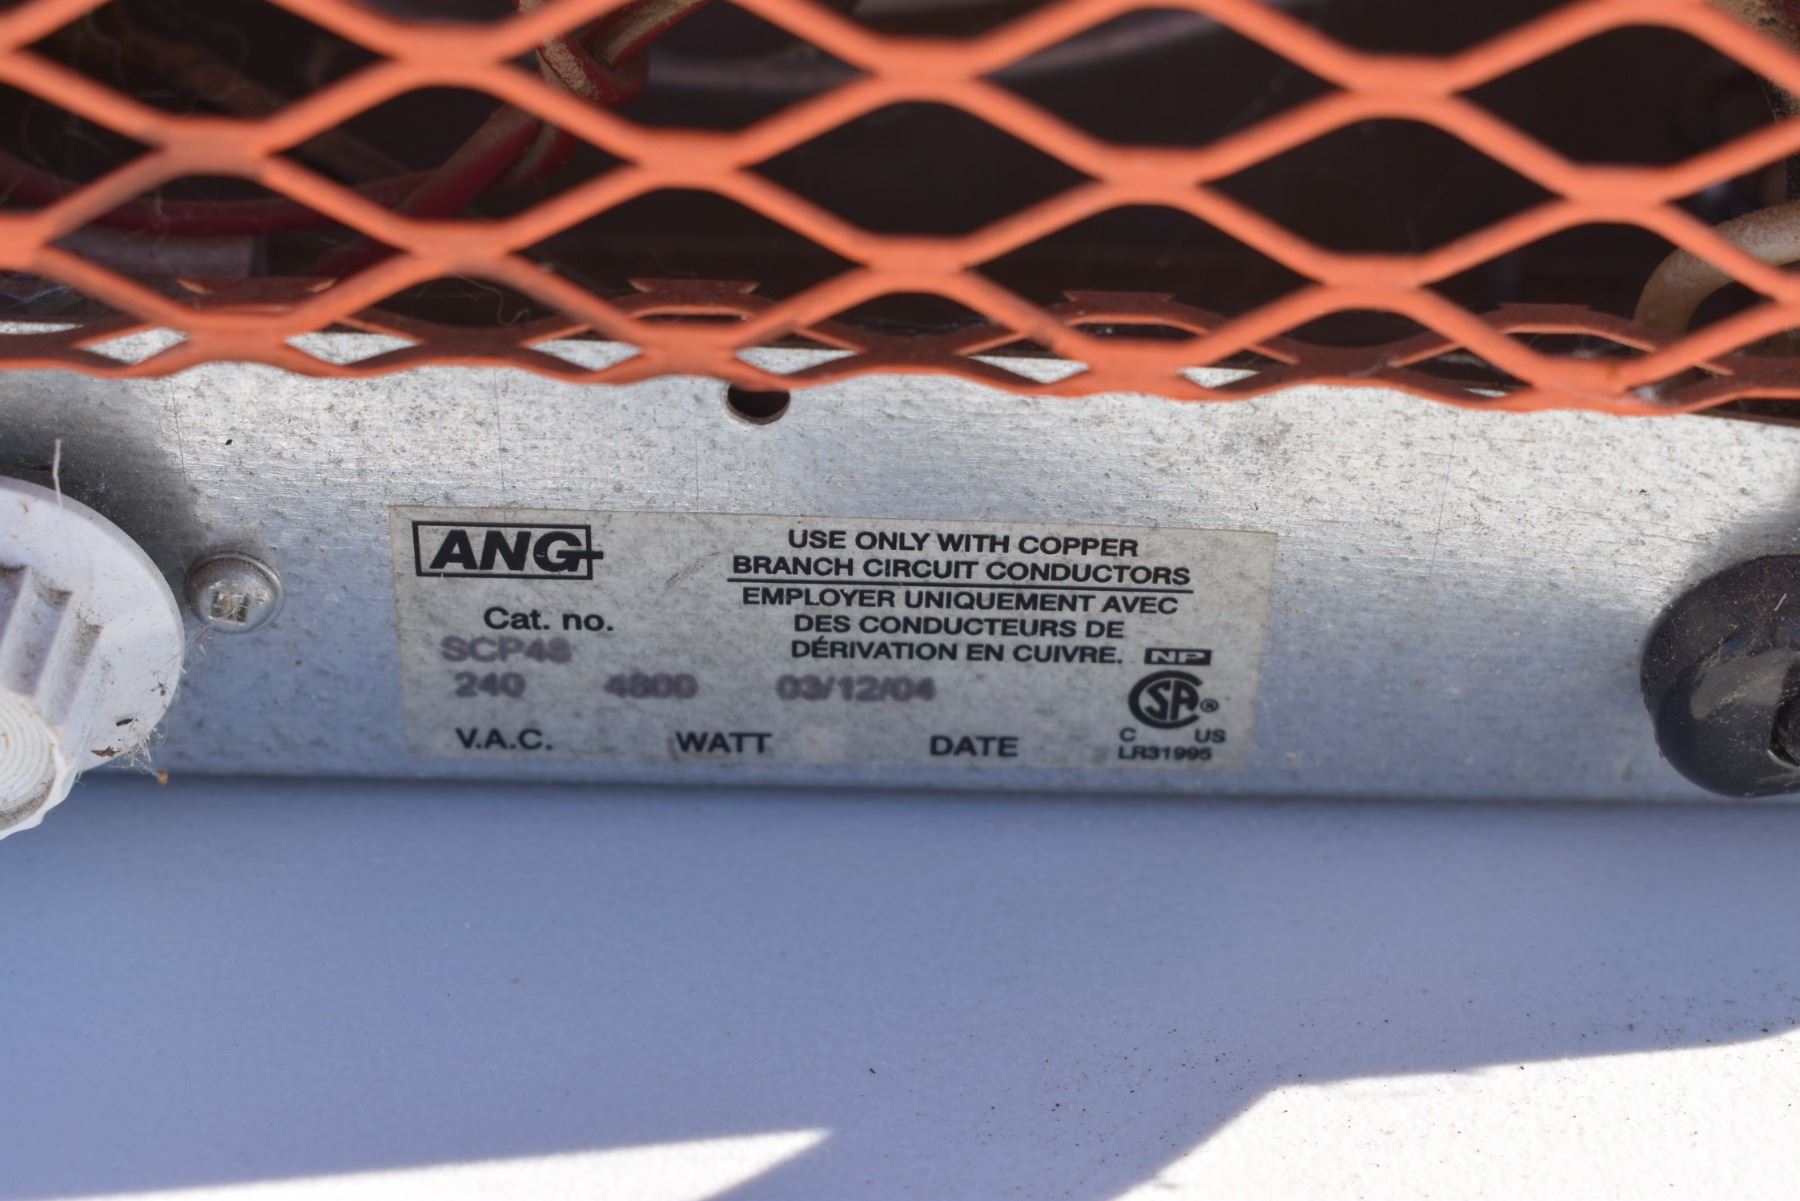 ANG
USE ONLY WITH COPPER
BRANCH CIRCUIT CONDUCTORS
EMPLOYER UNIQUEMENT AVEC
DES CONDUCTEURS DE
DÉRIVATION EN CUIVRE.
Cat. no.
SCP48
240 4800 03/12/04
V.A.C. WATT DATE
NP
SA®
C US
LR31995